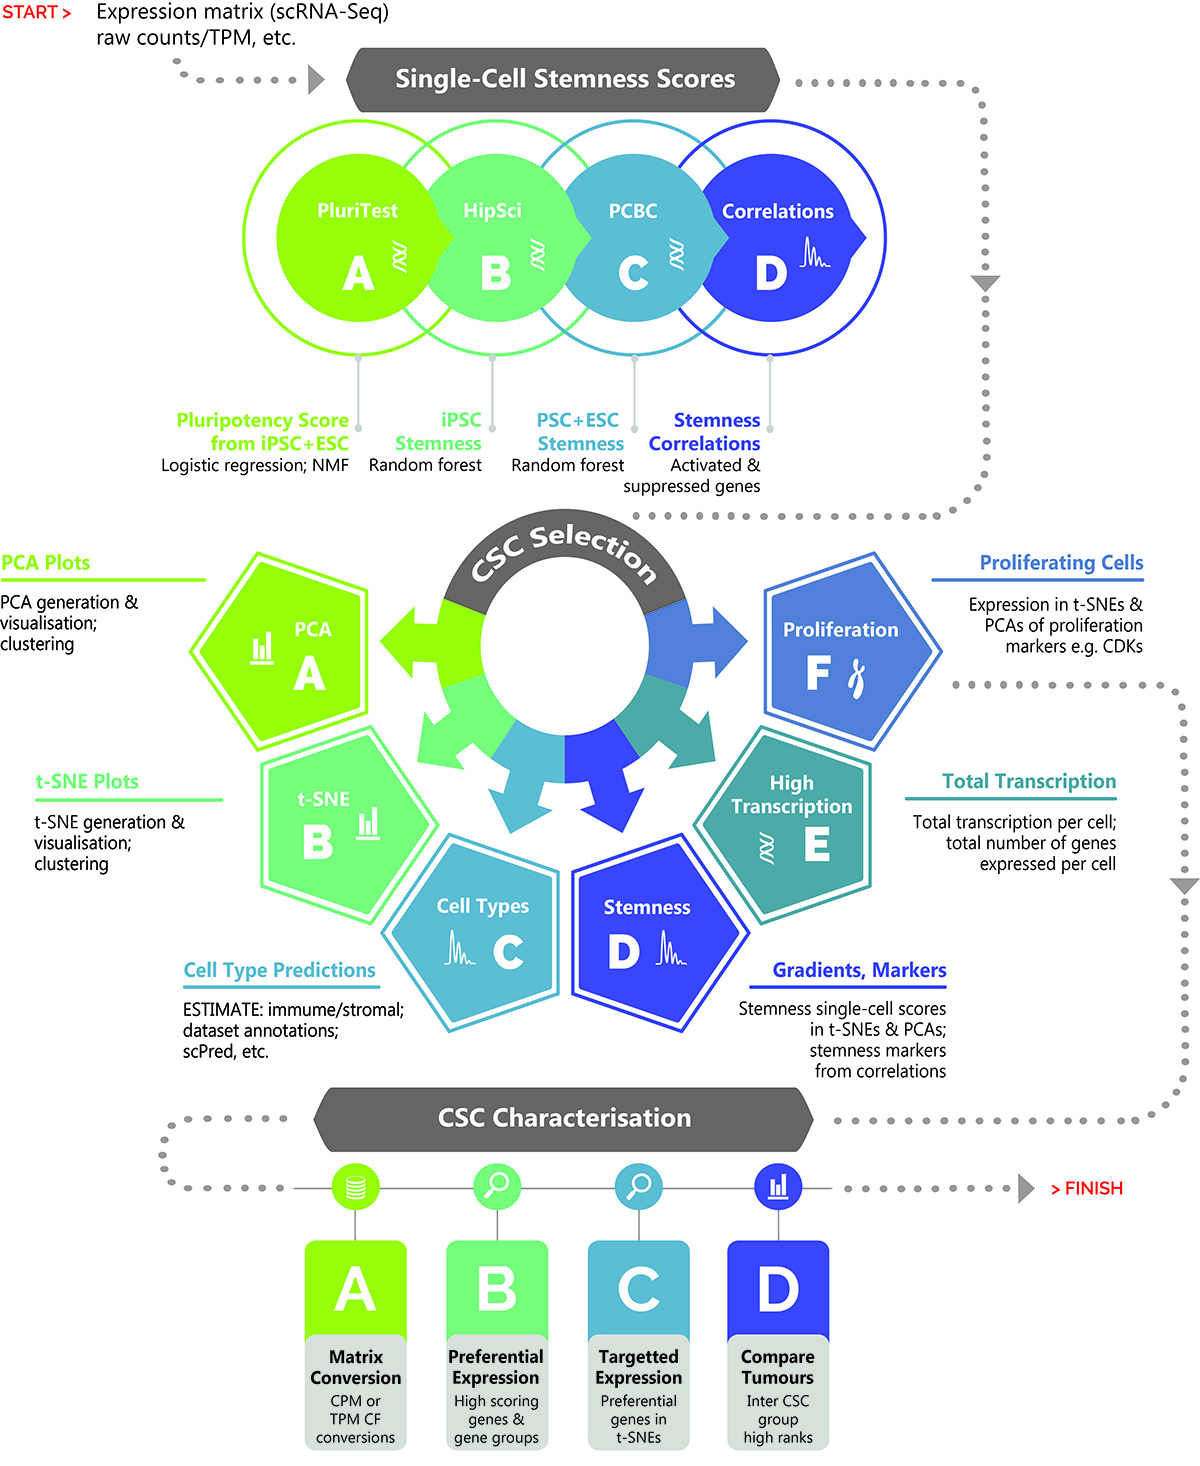 START >
Expression matrix (scRNA-Seq)
raw counts/TPM, etc.
Single-Cell Stemness Scores
PluriTest
A
HipSci
B
PCBC
C
Correlations
D
Pluripotency Score
from iPSC+ESC
Logistic regression; NMF
iPSC
Stemness
Random forest
PSC+ESC
Stemness
Random forest
Stemness
Correlations
Activated &
suppressed genes
CSC Selection
PCA Plots
PCA generation &
visualisation;
clustering
PCA
A
t-SNE Plots
t-SNE generation &
visualisation;
clustering
t-SNE
B
Cell Type Predictions
ESTIMATE: immume/stromal;
dataset annotations;
scPred, etc.
Cell Types
C
Stemness
D
Gradients, Markers
Stemness single-cell scores
in t-SNEs & PCAs;
stemness markers
from correlations
High
Transcription
E
Total Transcription
Total transcription per cell;
total number of genes
expressed per cell
Proliferation
F
Proliferating Cells
Expression in t-SNEs &
PCAs of proliferation
markers e.g. CDKs
CSC Characterisation
> FINISH
A
Matrix
Conversion
CPM or
TPM CF
conversions
B
Preferential
Expression
High scoring
genes &
gene groups
C
Targetted
Expression
Preferential
genes in
t-SNEs
D
Compare
Tumours
Inter CSC
group
high ranks